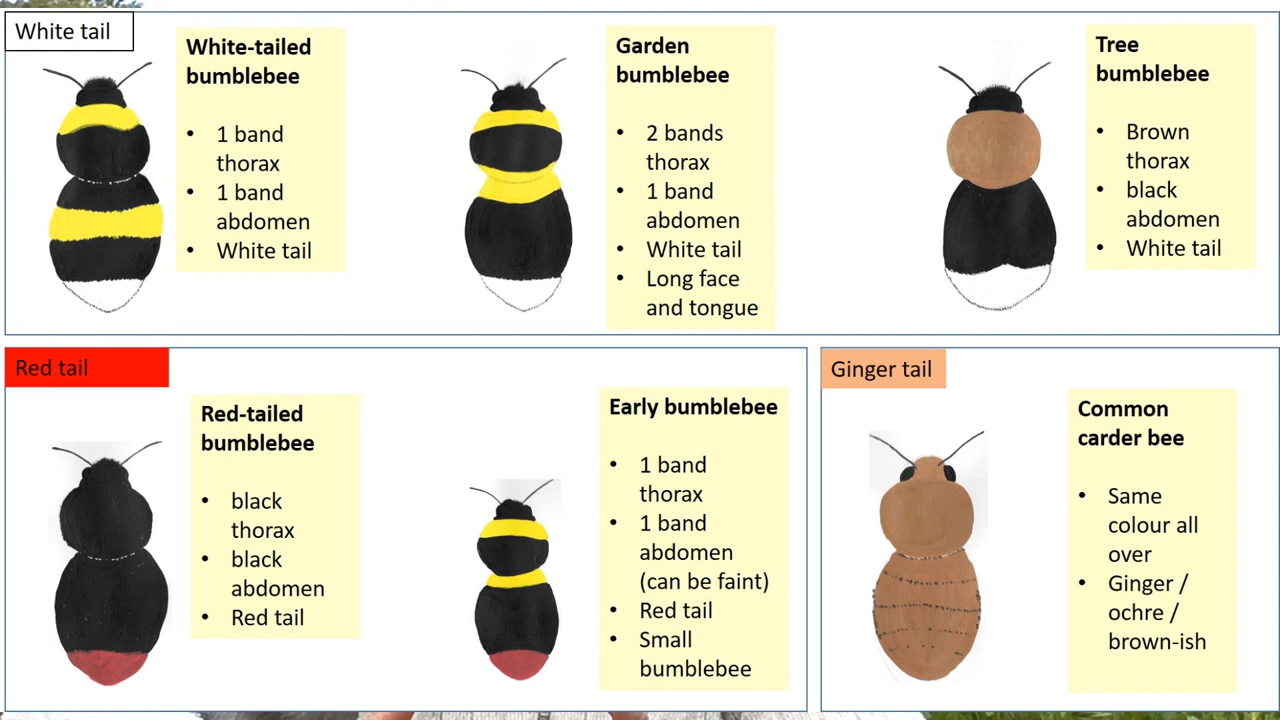 White tail
White-tailed
bumblebee
• 1 band
thorax
• 1 band
abdomen
• White tail
Garden
bumblebee
• 2 bands
thorax
• 1 band
abdomen
• White tail
• Long face
and tongue
Tree
bumblebee
• Brown
thorax
• black
abdomen
• White tail
Red tail
Red-tailed
bumblebee
• black
thorax
• black
abdomen
• Red tail
Early bumblebee
• 1 band
thorax
• 1 band
abdomen
(can be faint)
• Red tail
• Small
bumblebee
Ginger tail
Common
carder bee
• Same
colour all
over
• Ginger /
ochre /
brown-ish